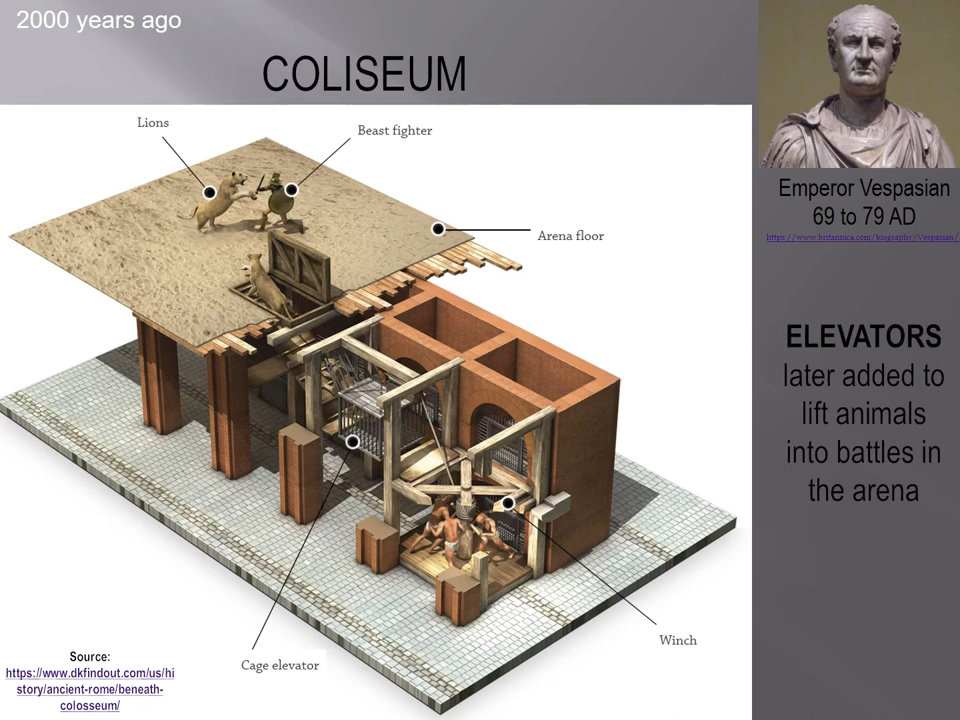 2000 years ago
COLISEUM
Lions
Beast fighter
Arena floor
Cage elevator
Winch
Source:
https://www.dkfindout.com/us/hi
story/ancient-rome/beneath-
colosseum/
Emperor Vespasian
69 to 79 AD
https://www.britannica.com/biography/Vespasian/
ELEVATORS
later added to
lift animals
into battles in
the arena